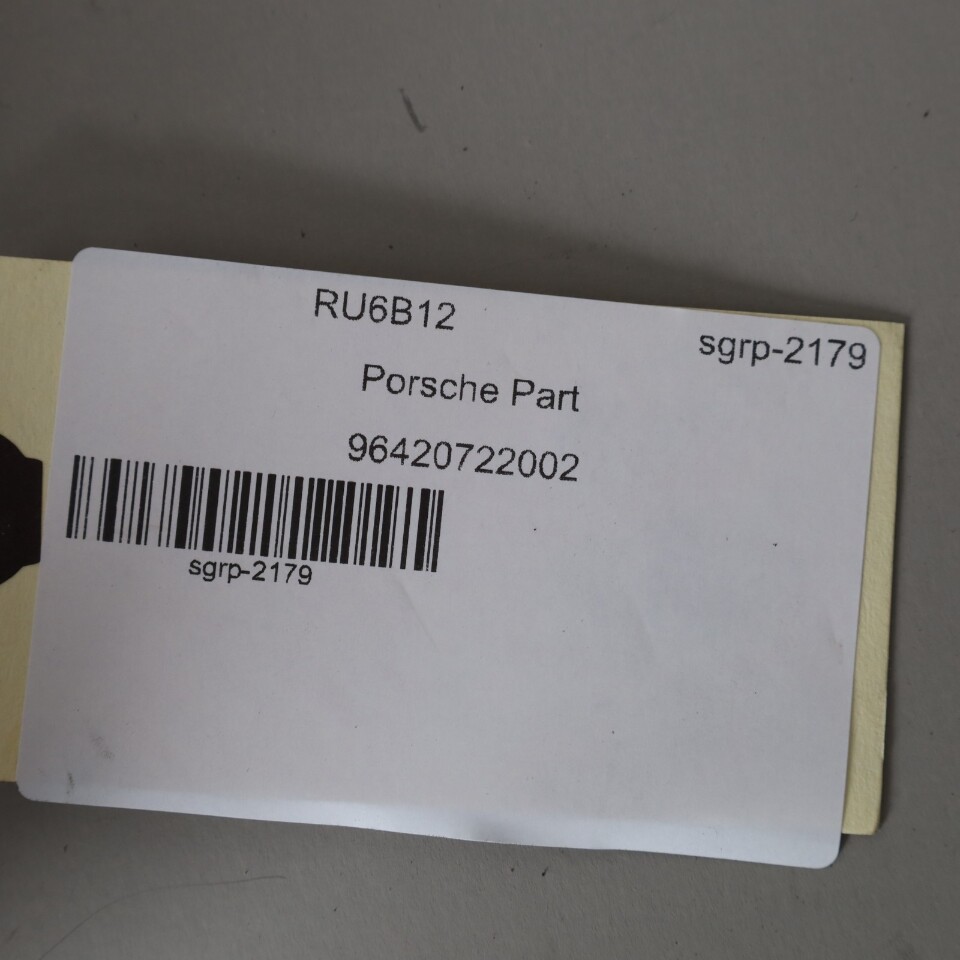 RU6B12
sgrp-2179
Porsche Part
96420722002
sgrp-2179